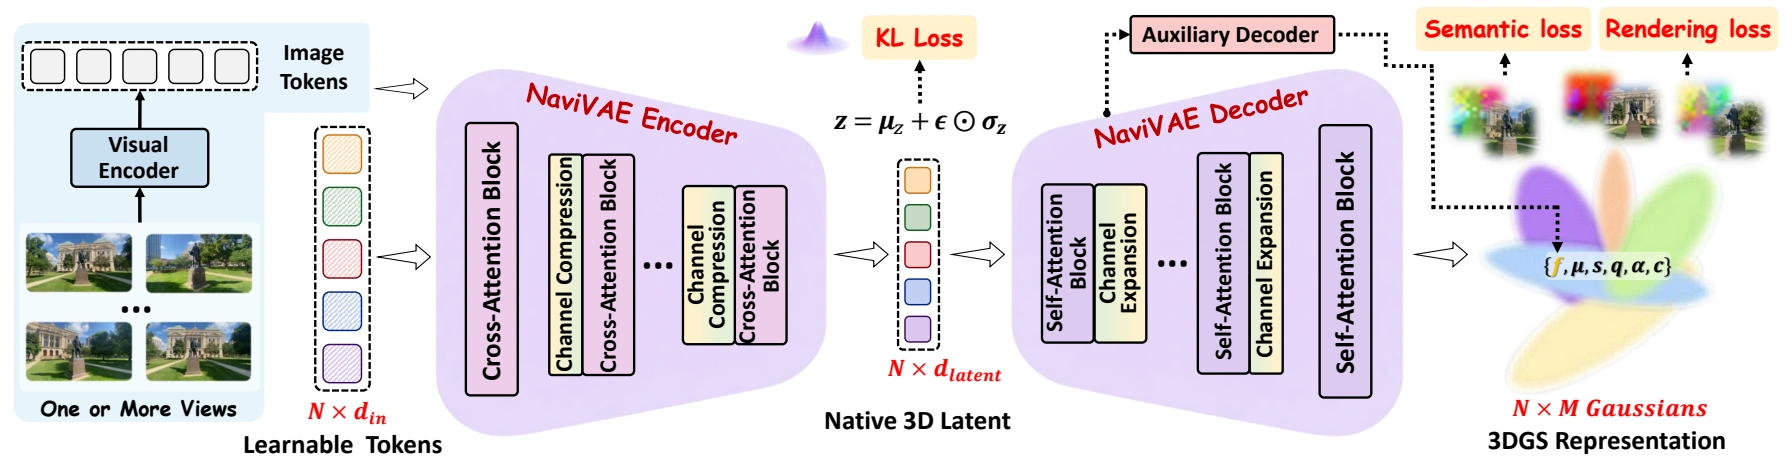 Image
Tokens
Visual
Encoder
One or More Views
N × d_in
Learnable Tokens
NaviVAE Encoder
Cross-Attention Block
Channel Compression
Cross-Attention Block
...
Channel
Compression
Cross-Attention
Block
KL Loss
z = μ_z + ϵ ⊙ σ_z
N × d_latent
Native 3D Latent
Auxiliary Decoder
NaviVAE Decoder
Self-Attention
Block
Channel
Expansion
...
Self-Attention Block
Channel Expansion
Self-Attention Block
Semantic loss
Rendering loss
{f, μ, s, q, α, c}
N × M Gaussians
3DGS Representation